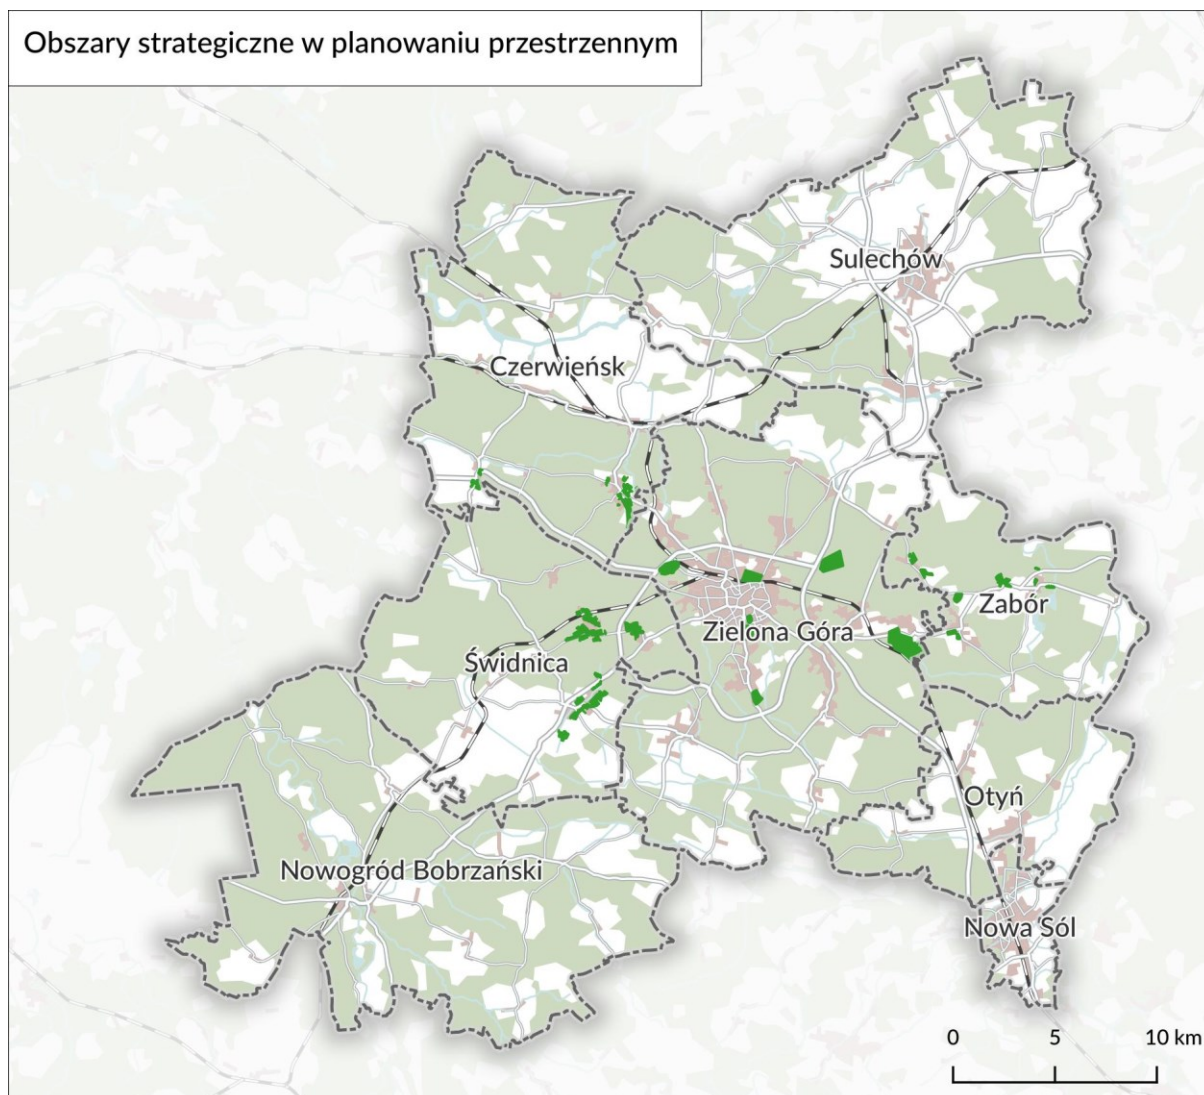 Obszary strategiczne w planowaniu przestrzennym
Sulechów
Czerwieńsk
Zabór
Zielona Góra
Świdnica
Otyń
Nowogród Bobrzański
Nowa Sól
0 5 10 km